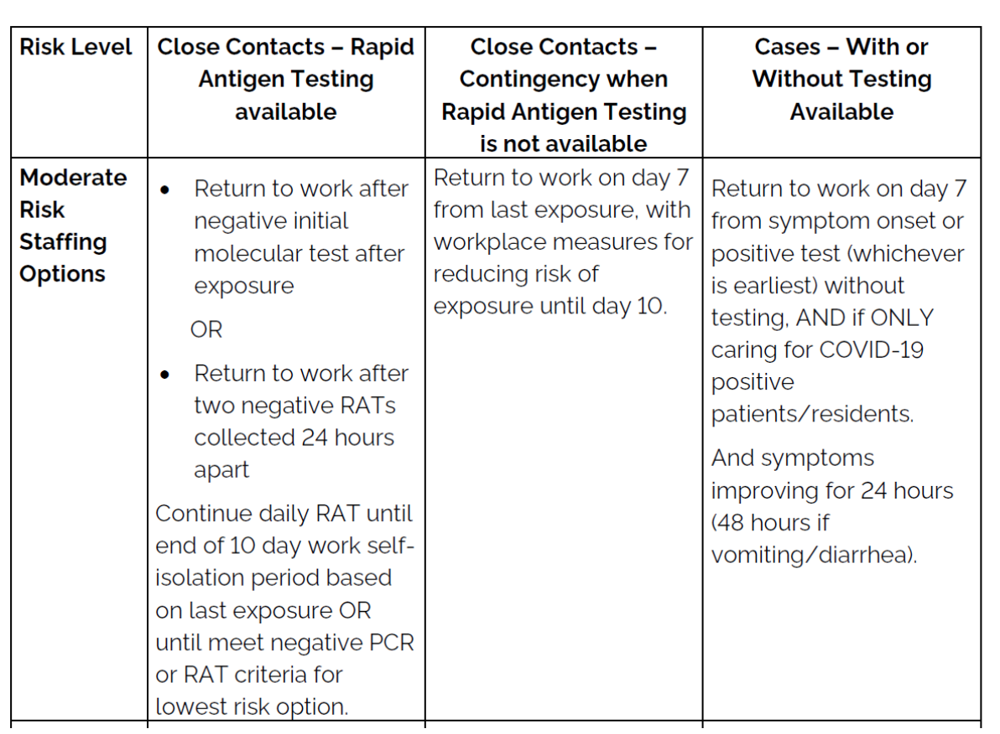 Risk Level
Close Contacts – Rapid
Antigen Testing
available
Close Contacts –
Contingency when
Rapid Antigen Testing
is not available
Cases – With or
Without Testing
Available
Moderate
Risk
Staffing
Options
• Return to work after
negative initial
molecular test after
exposure
OR
• Return to work after
two negative RATs
collected 24 hours
apart
Continue daily RAT until
end of 10 day work self-
isolation period based
on last exposure OR
until meet negative PCR
or RAT criteria for
lowest risk option.
Return to work on day 7
from last exposure, with
workplace measures for
reducing risk of
exposure until day 10.
Return to work on day 7
from symptom onset or
positive test (whichever
is earliest) without
testing, AND if ONLY
caring for COVID-19
positive
patients/residents.
And symptoms
improving for 24 hours
(48 hours if
vomiting/diarrhea).